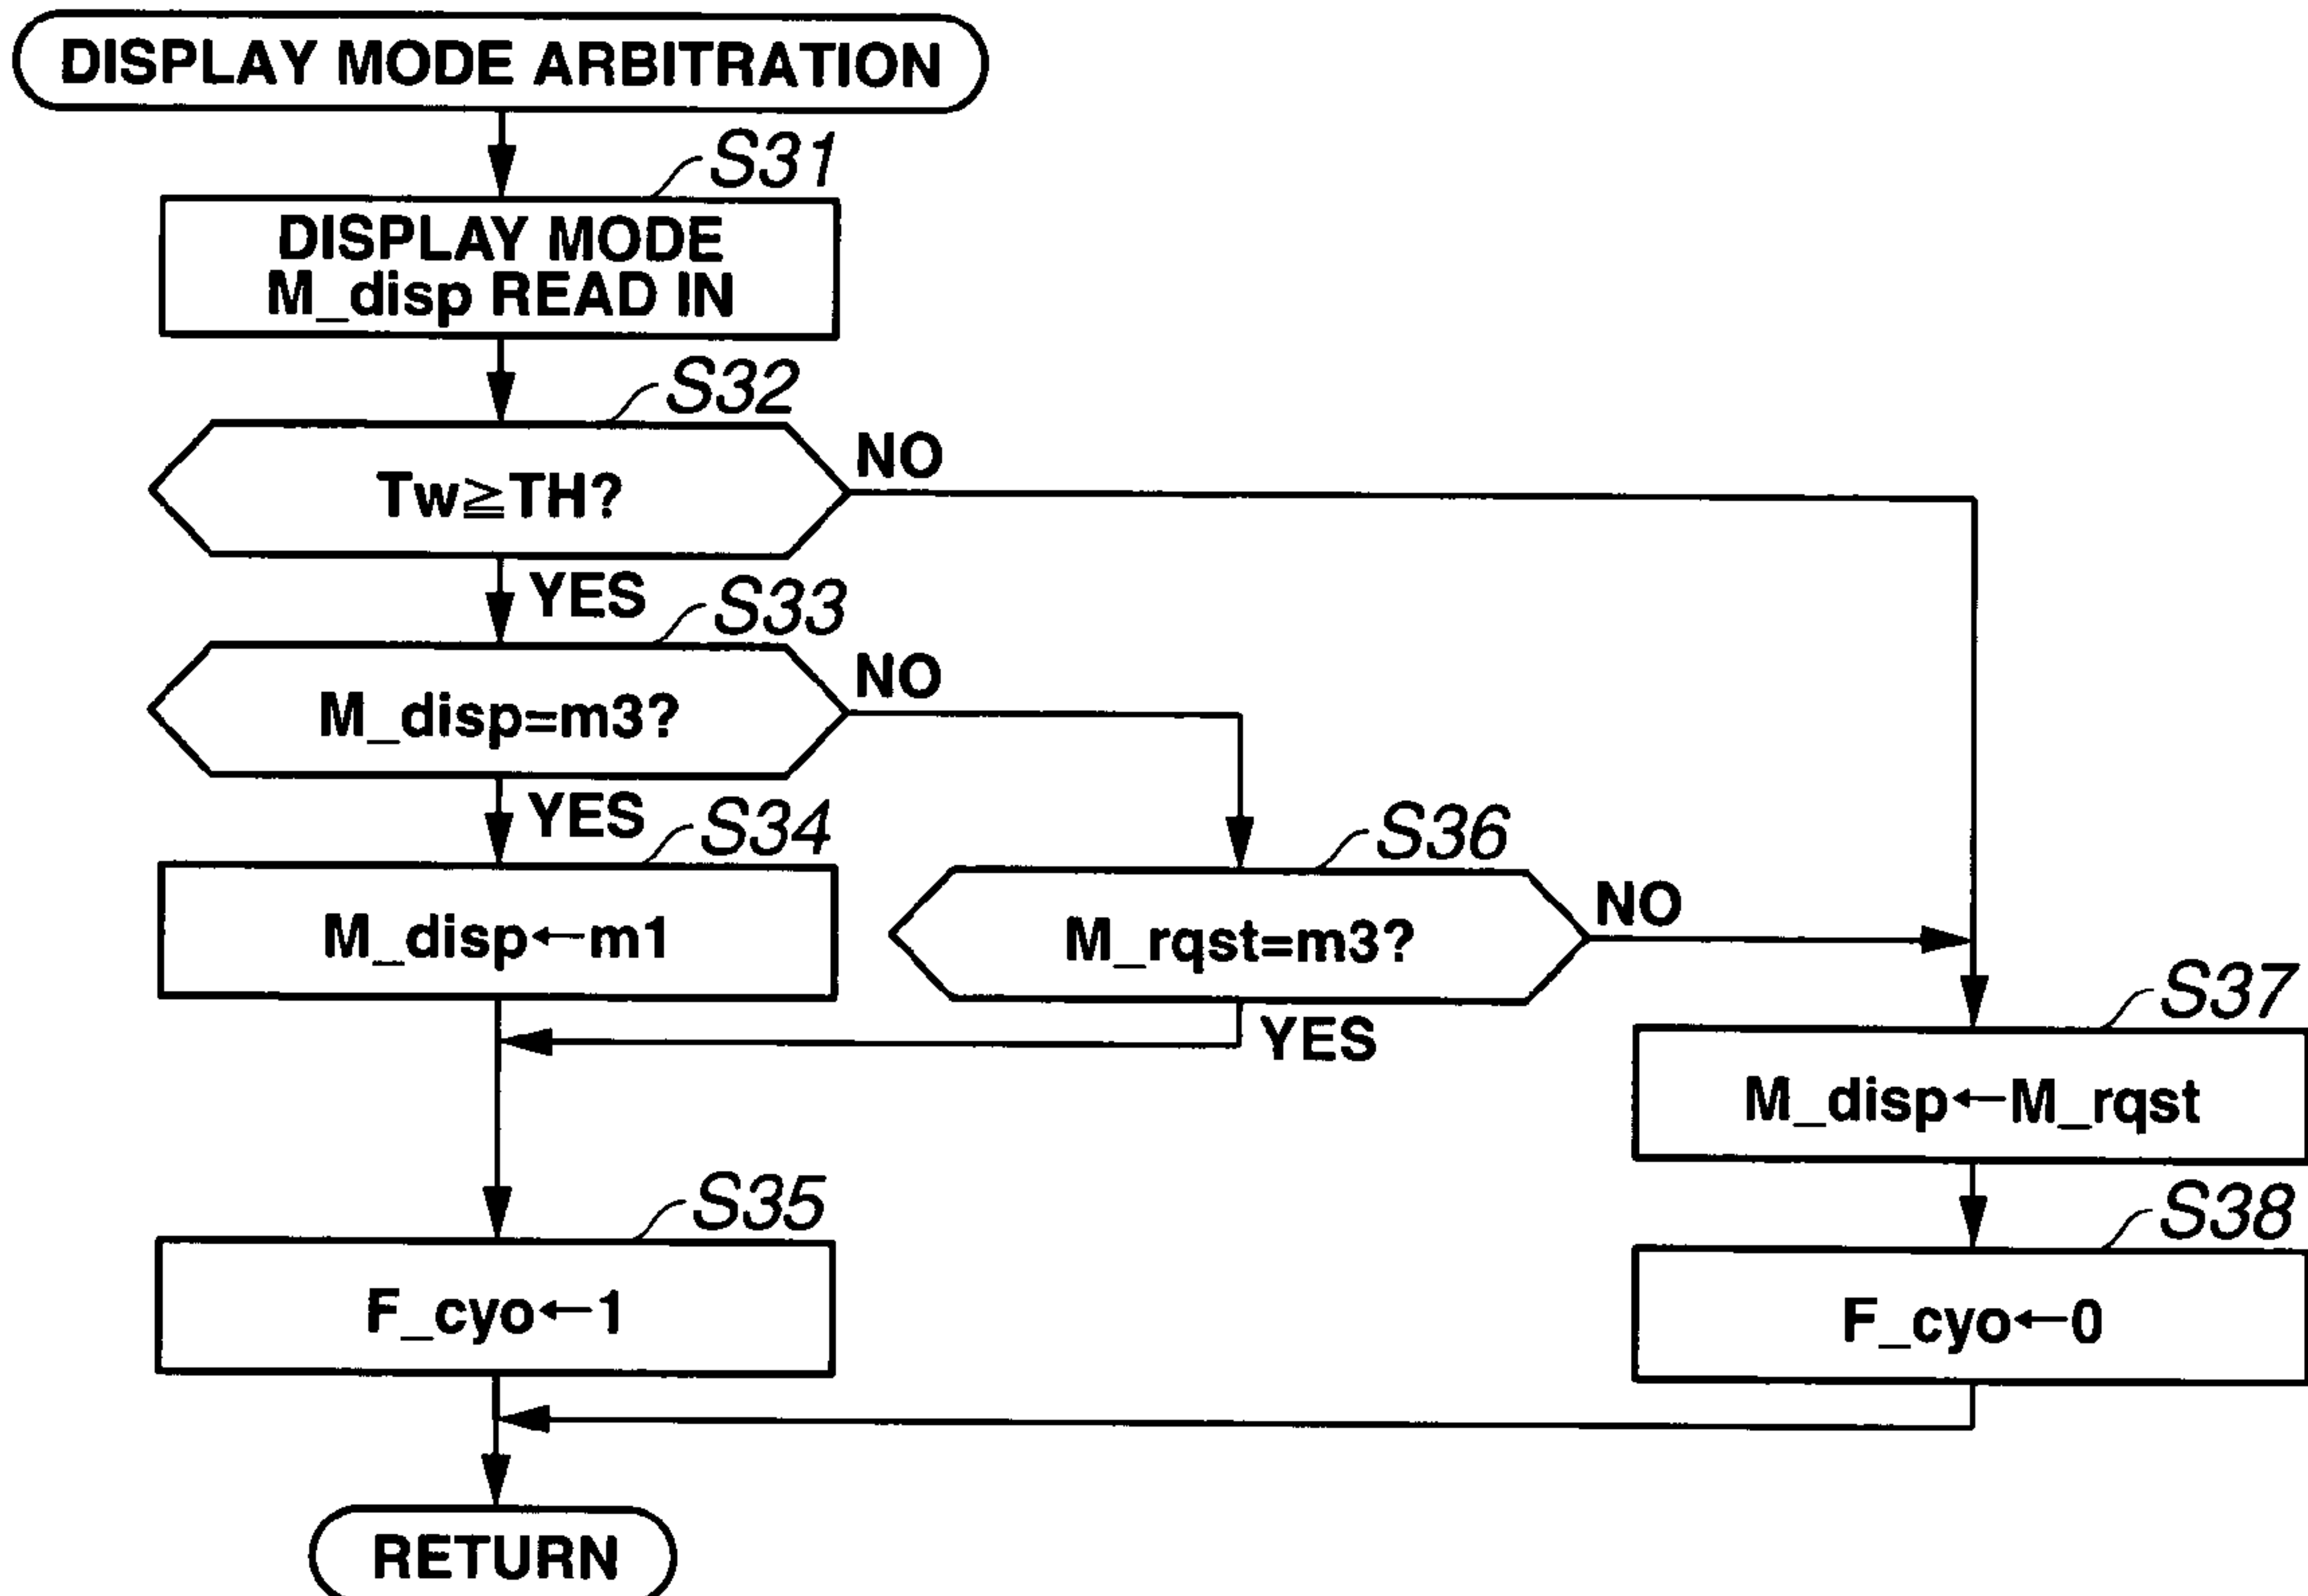 DISPLAY MODE ARBITRATION
S31
DISPLAY MODE
M_disp READ IN
S32
Tw≧TH?
NO
YES
S33
M_disp=m3?
NO
YES
S34
M_disp←m1
S36
M_rqst=m3?
NO
YES
S37
M_disp←M_rqst
S35
F_cyo←1
S38
F_cyo←0
RETURN